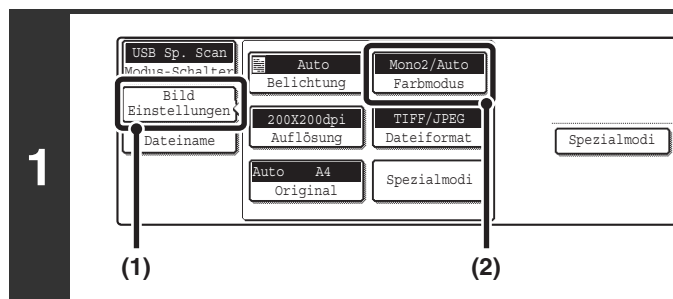 1
USB Sp. Scan
Modus-Schalter
Bild
Einstellungen
Dateiname
Auto
Belichtung
Mono2/Auto
Farbmodus
200X200dpi
Auflösung
TIFF/JPEG
Dateiformat
Auto A4
Original
Spezialmodi
Spezialmodi
(1)
(2)